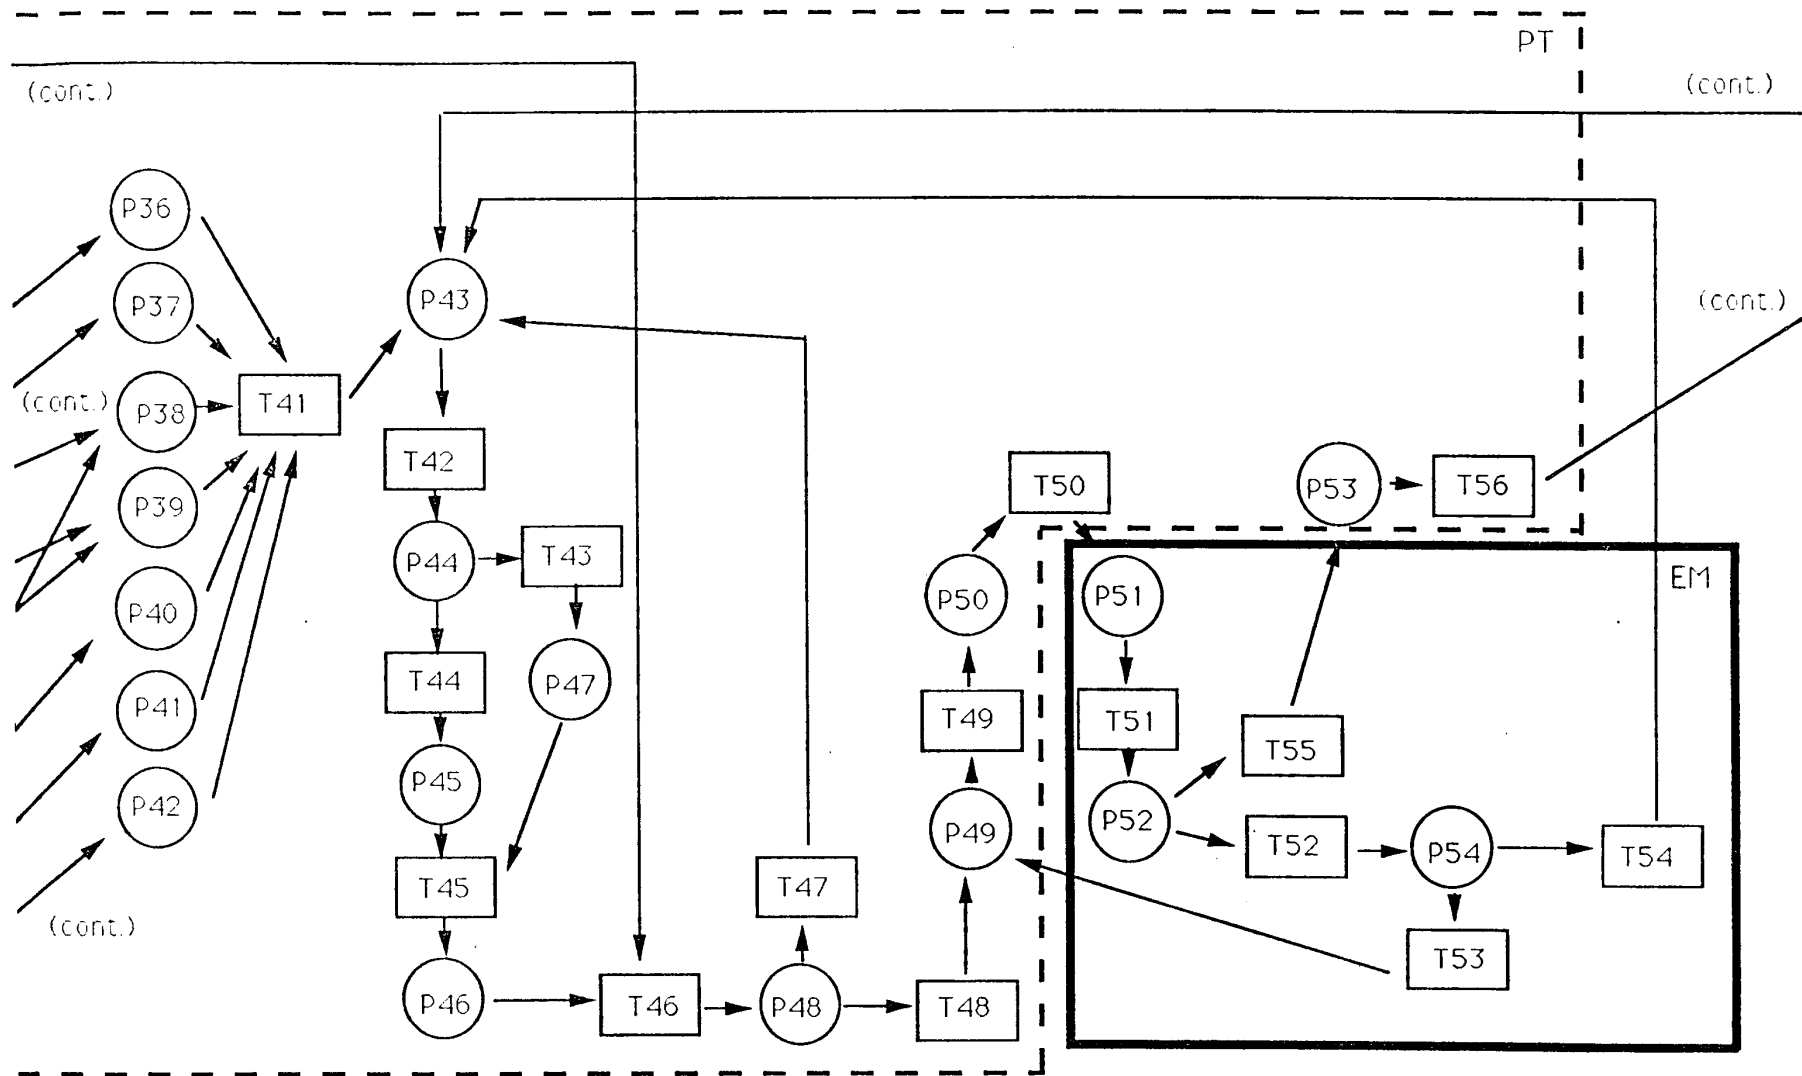 PT
(cont.)
(cont.)
P36
P43
P37
(cont.)
(cont.)
P38
T41
T42
P39
T50
P53
T56
P44
T43
P50
P51
EM
P40
T44
P47
P41
T49
T51
T55
P45
P42
P49
P52
T52
P54
T54
T45
T47
(cont.)
T53
P46
T46
P48
T48